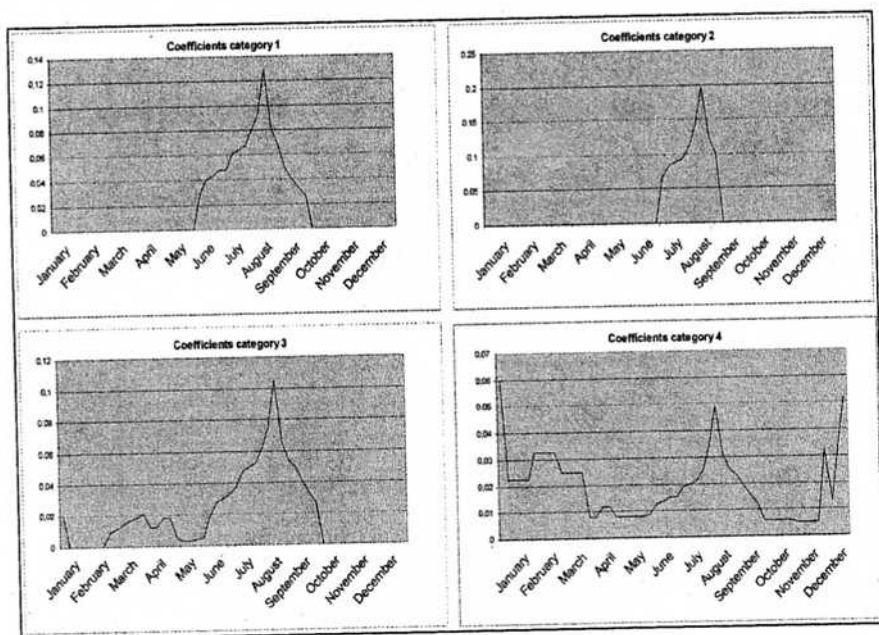 Coefficients category 1
0,14
0,12
0,1
0,08
0,06
0,04
0,02
0
January
February
March
April
May
June
July
August
September
October
November
December
Coefficients category 2
0,25
0,20
0,15
0,10
0,05
0
January
February
March
April
May
June
July
August
September
October
November
December
Coefficients category 3
0,12
0,1
0,08
0,06
0,04
0,02
0
January
February
March
April
May
June
July
August
September
October
November
December
Coefficients category 4
0,07
0,06
0,05
0,04
0,03
0,02
0,01
0
January
February
March
April
May
June
July
August
September
October
November
December